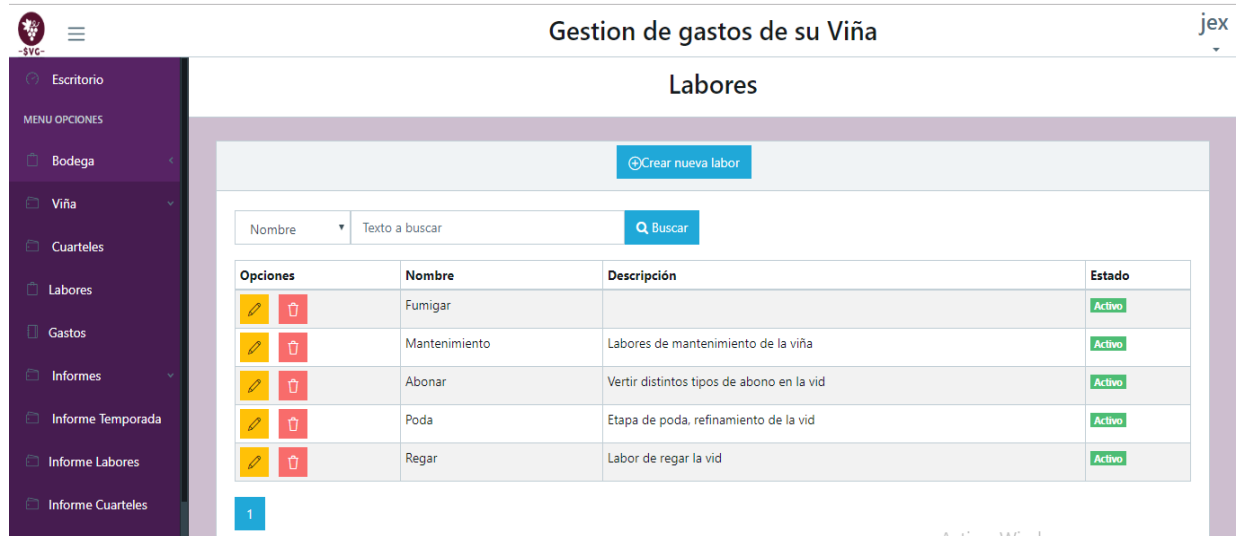 -$VG-
Gestion de gastos de su Viña
jex
Escritorio
MENU OPCIONES
Bodega
Viña
Cuarteles
Labores
Gastos
Informes
Informe Temporada
Informe Labores
Informe Cuarteles
Labores
Crear nueva labor
Nombre Texto a buscar Buscar
Opciones Nombre Descripción Estado
Fumigar Activo
Mantenimiento Labores de mantenimiento de la viña Activo
Abonar Vertir distintos tipos de abono en la vid Activo
Poda Etapa de poda, refinamiento de la vid Activo
Regar Labor de regar la vid Activo
1